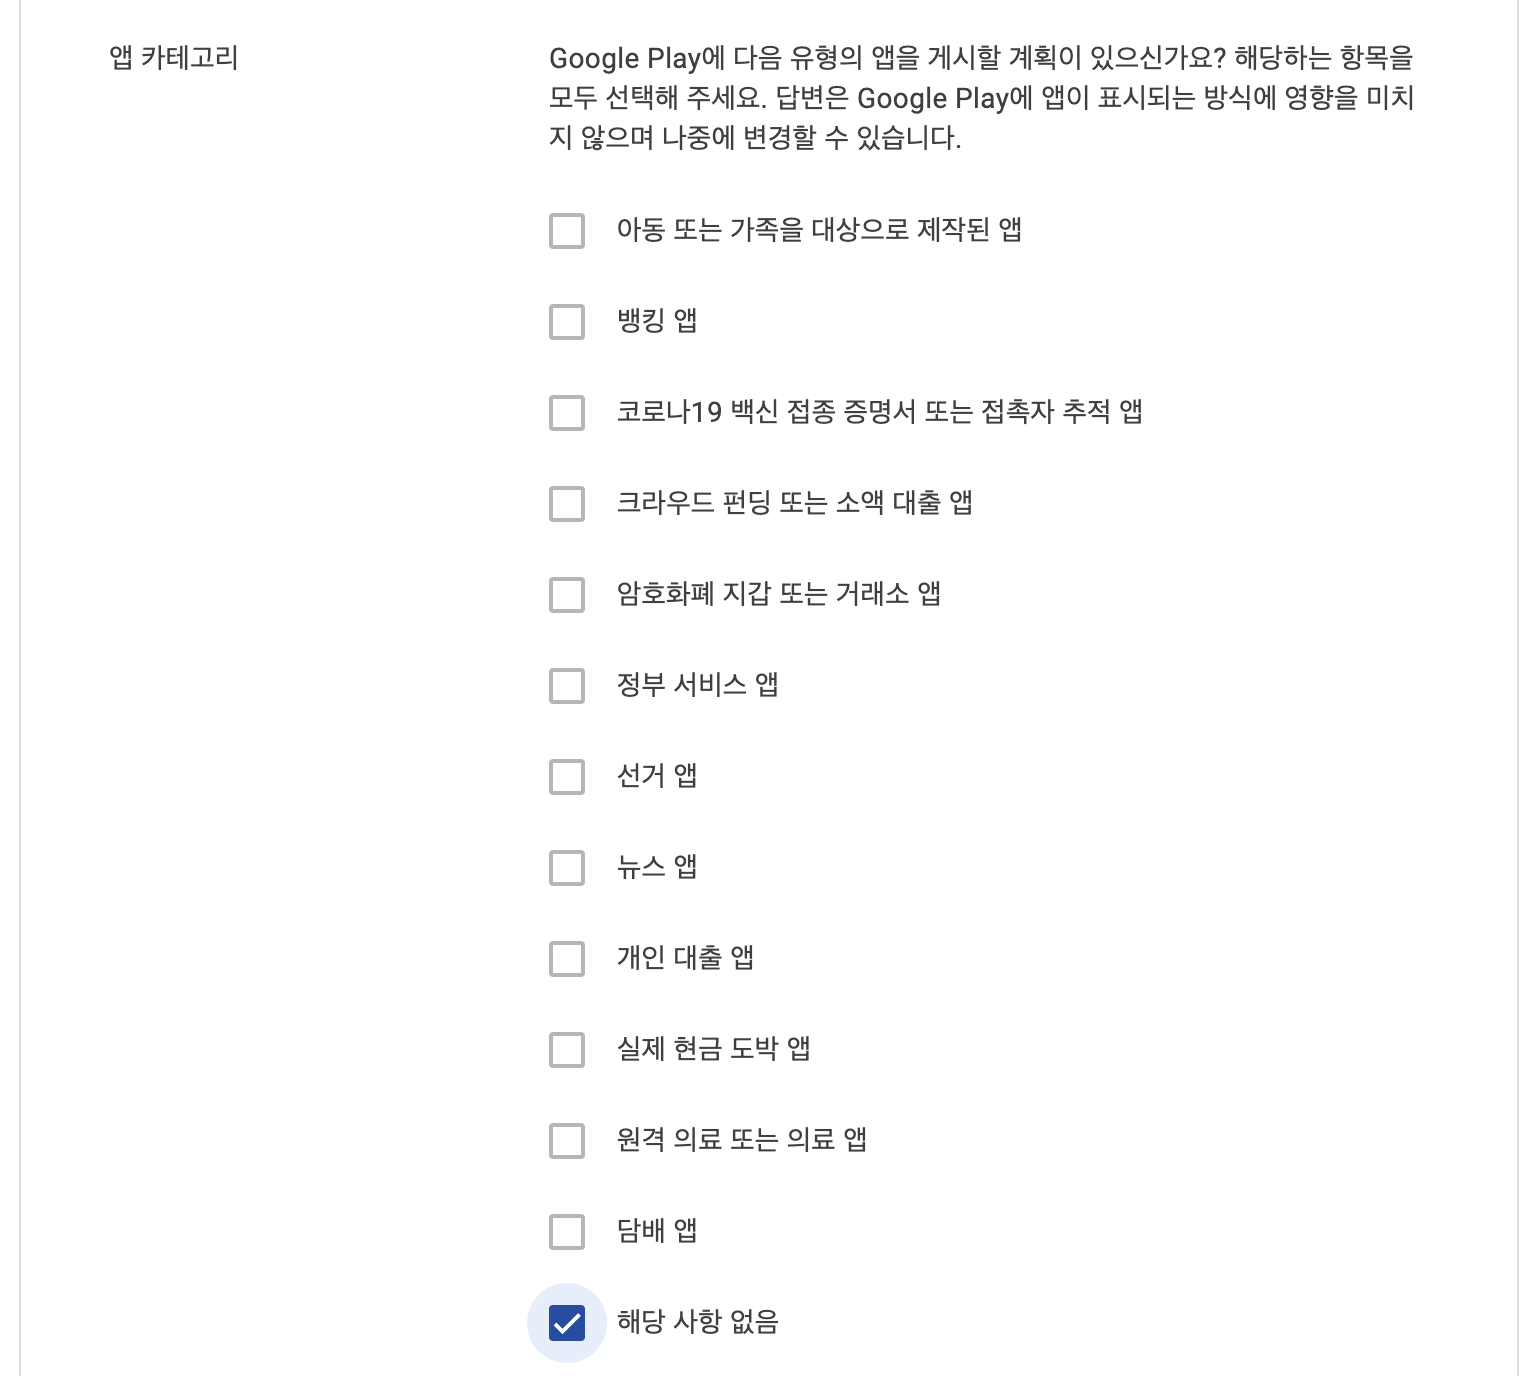 앱 카테고리
Google Play에 다음 유형의 앱을 게시할 계획이 있으신가요? 해당하는 항목을
모두 선택해 주세요. 답변은 Google Play에 앱이 표시되는 방식에 영향을 미치
지 않으며 나중에 변경할 수 있습니다.
아동 또는 가족을 대상으로 제작된 앱
뱅킹 앱
코로나19 백신 접종 증명서 또는 접촉자 추적 앱
크라우드 펀딩 또는 소액 대출 앱
암호화폐 지갑 또는 거래소 앱
정부 서비스 앱
선거 앱
뉴스 앱
개인 대출 앱
실제 현금 도박 앱
원격 의료 또는 의료 앱
담배 앱
해당 사항 없음